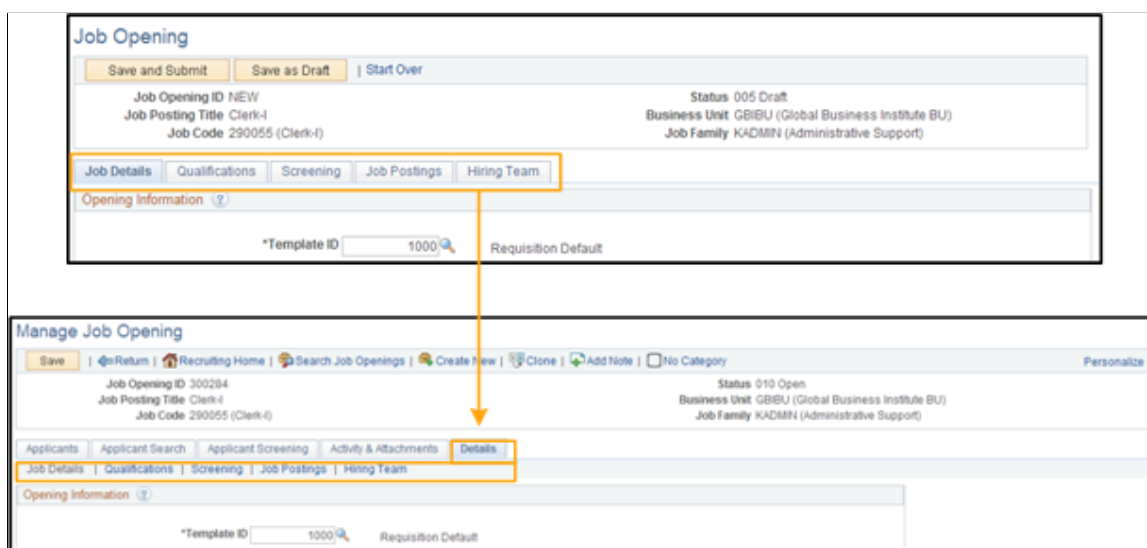 Job Opening
Save and Submit Save as Draft | Start Over
Job Opening ID NEW Status 005 Draft
Job Posting Title Clerk-I Business Unit GBIBU (Global Business Institute BU)
Job Code 290055 (Clerk-I) Job Family KADMIN (Administrative Support)
Job Details Qualifications Screening Job Postings Hiring Team
Opening Information ?
*Template ID 1000 Requisition Default
Manage Job Opening
Save | Return | Recruiting Home | Search Job Openings | Create New | Clone | Add Note | No Category Personalize
Job Opening ID 300284 Status 010 Open
Job Posting Title Clerk-I Business Unit GBIBU (Global Business Institute BU)
Job Code 290055 (Clerk-I) Job Family KADMIN (Administrative Support)
Applicants Applicant Search Applicant Screening Activity & Attachments Details
Job Details | Qualifications | Screening | Job Postings | Hiring Team
Opening Information ?
*Template ID 1000 Requisition Default